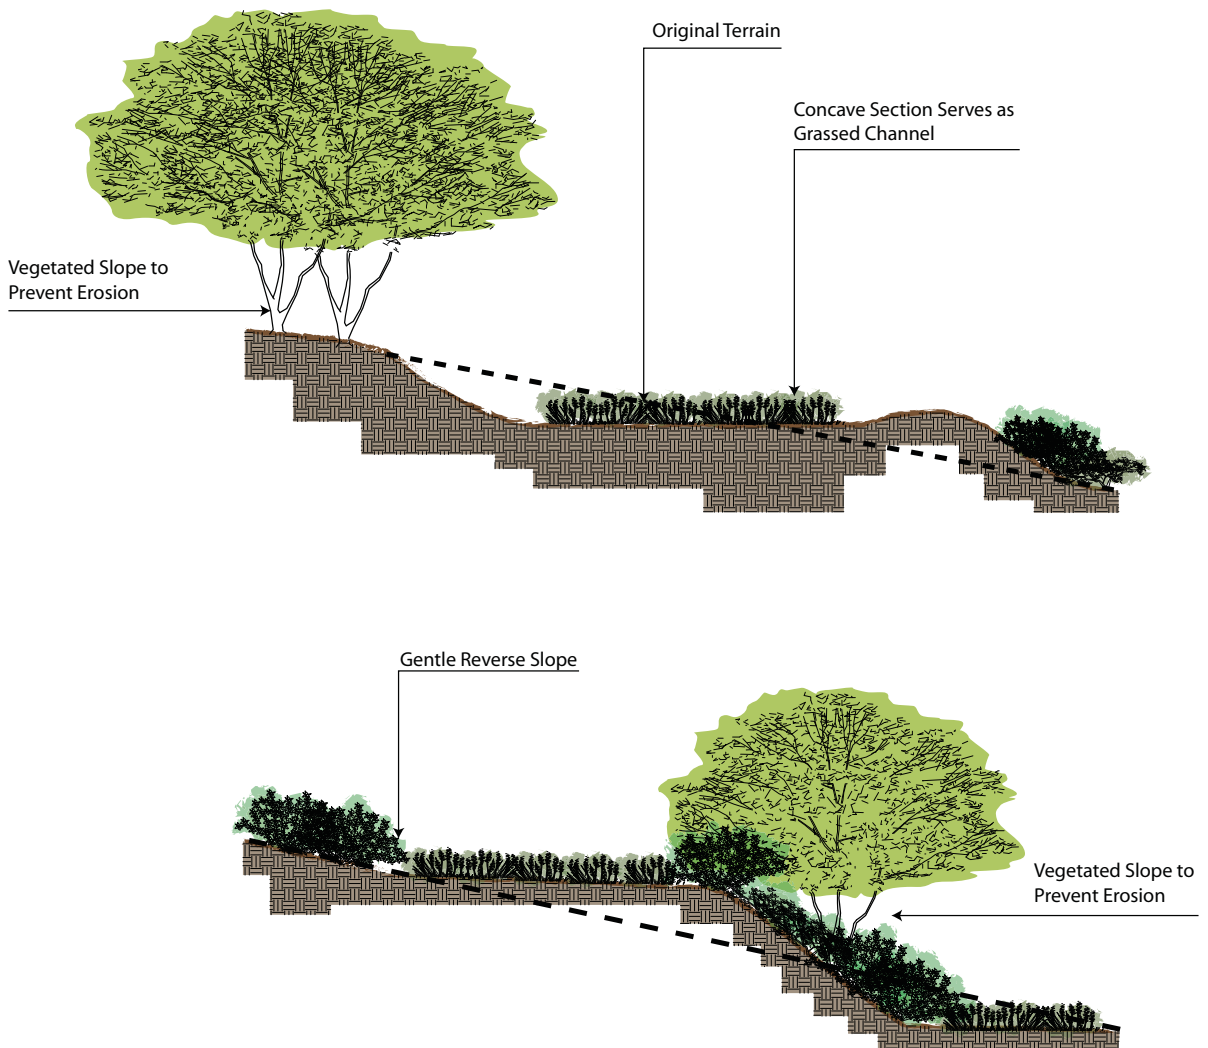 Original Terrain
Concave Section Serves as
Grassed Channel
Vegetated Slope to
Prevent Erosion
Gentle Reverse Slope
Vegetated Slope to
Prevent Erosion